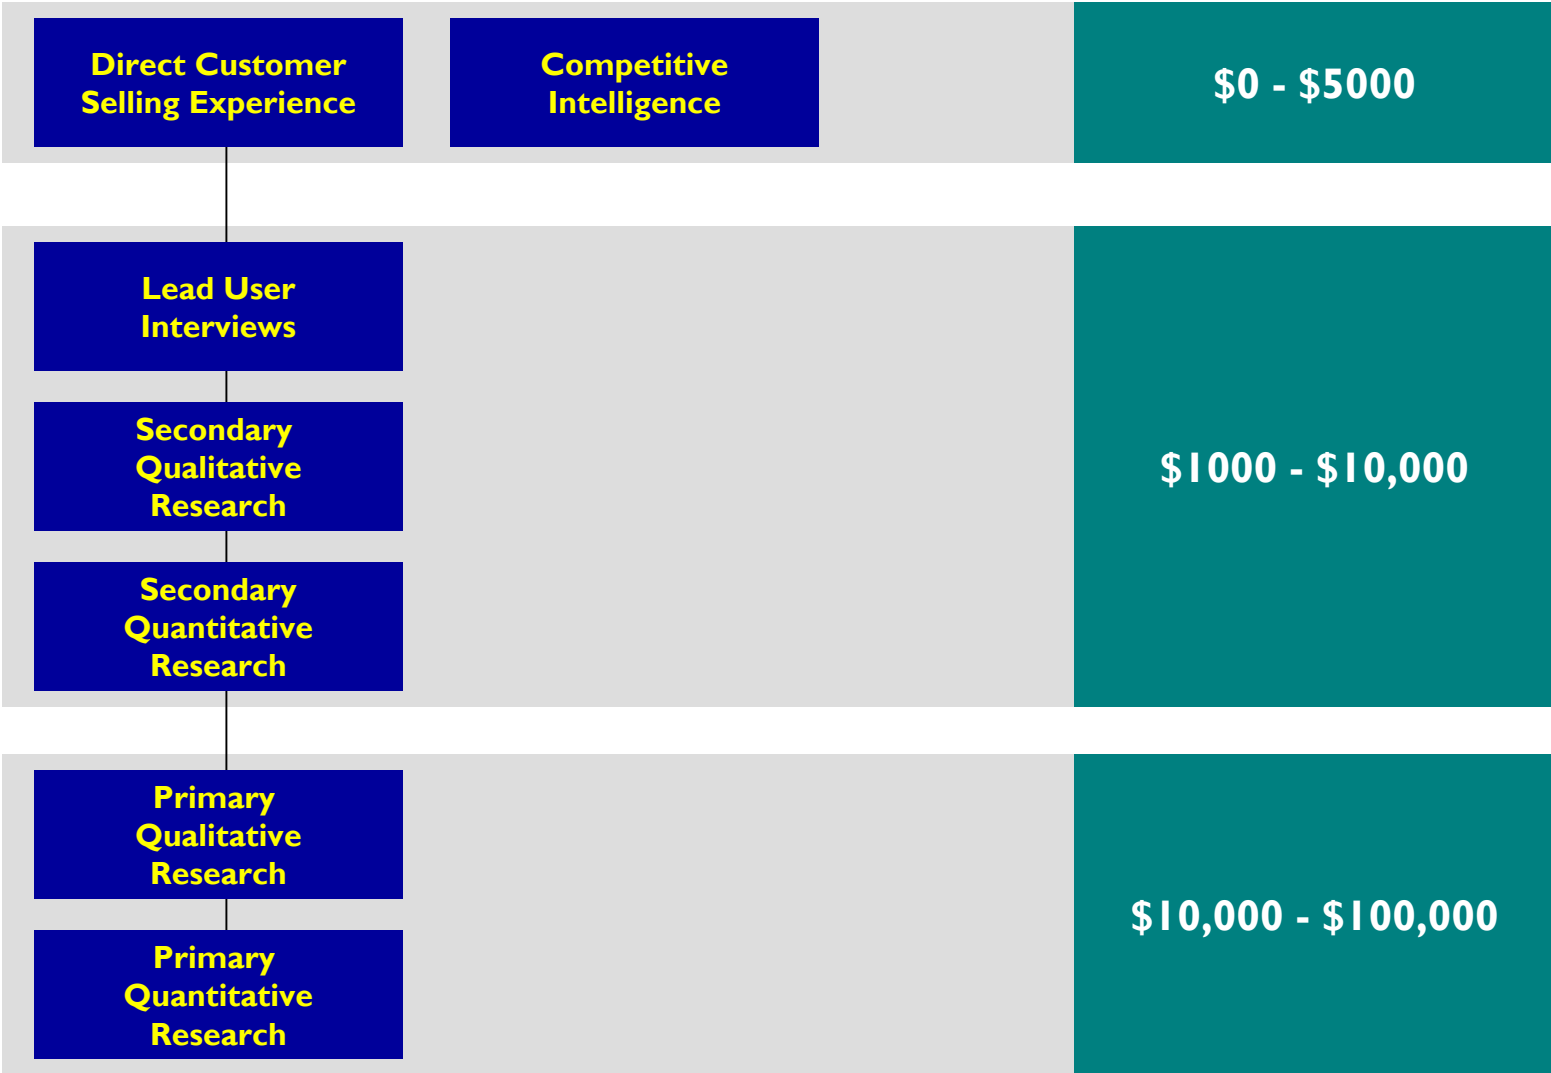 Direct Customer
Selling Experience
Competitive
Intelligence
$0 - $5000
Lead User
Interviews
Secondary
Qualitative
Research
Secondary
Quantitative
Research
$1000 - $10,000
Primary
Qualitative
Research
Primary
Quantitative
Research
$10,000 - $100,000